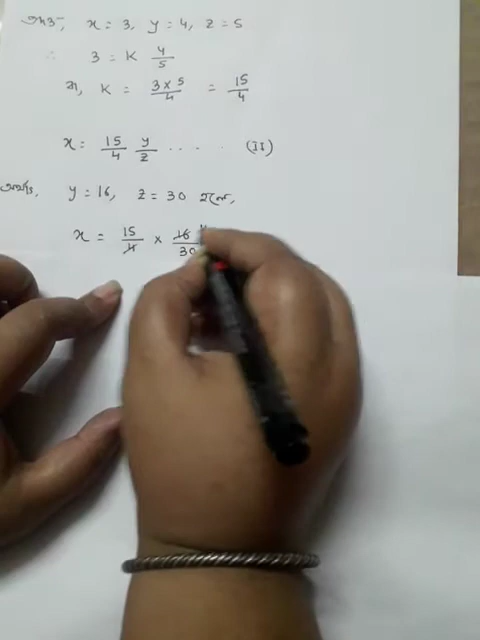 অতএব, x = 3, y = 4, z = 5
∴ 3 = K 4/5
বা, K = 3 × 5/4 = 15/4
x = 15/4 y/z .... (II)
y = 16, z = 30 হলে,
x = 15/4 × 16/30